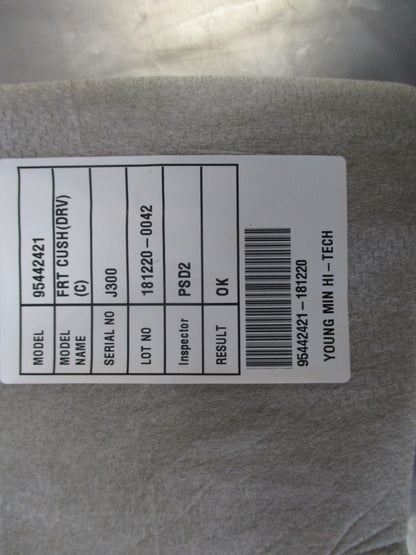 MODEL 95442421
MODEL NAME FRT CUSH(DRV)
(C)
SERIAL NO J300
LOT NO 181220-0042
Inspector PSD2
RESULT OK
95442421-181220
YOUNG MIN HI-TECH